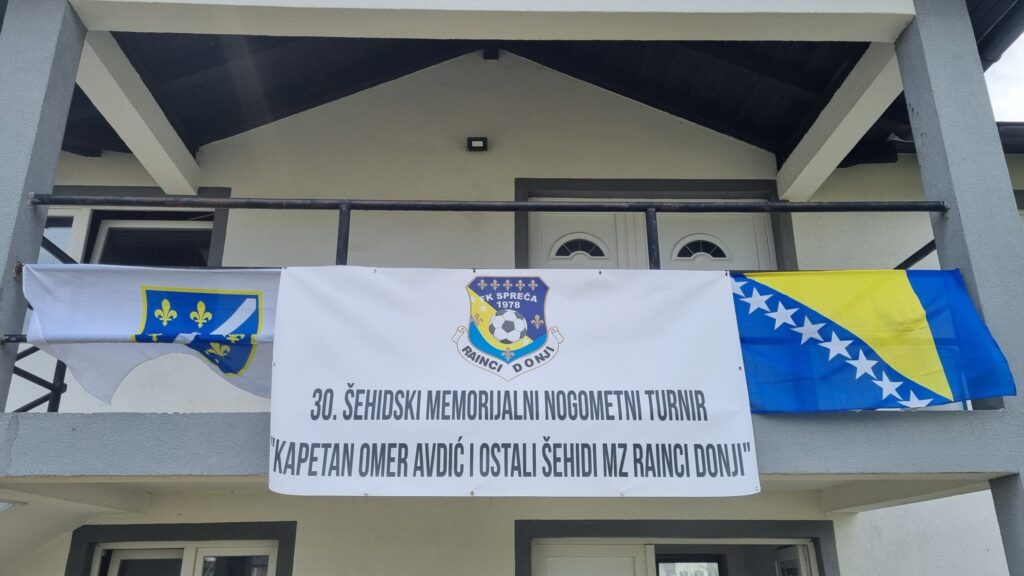 FK SPREČA
1978
RAINCI DONJI
30. ŠEHIDSKI MEMORIJALNI NOGOMETNI TURNIR
"KAPETAN OMER AVDIĆ I OSTALI ŠEHIDI MZ RAINCI DONJI"